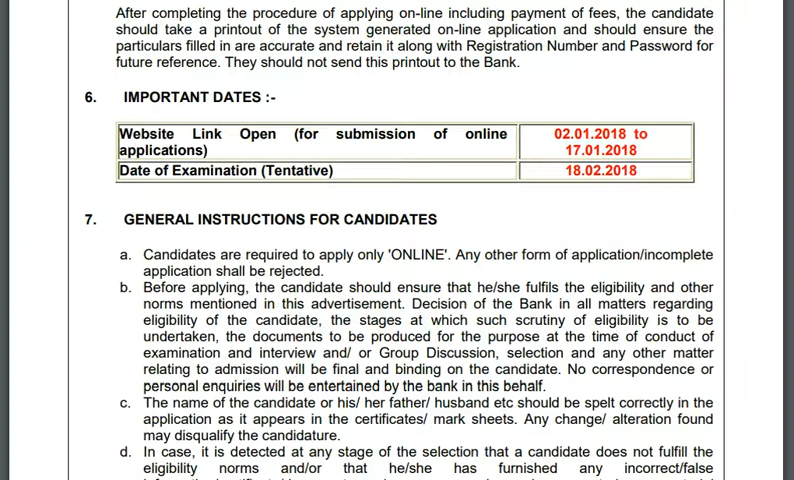 After completing the procedure of applying on-line including payment of fees, the candidate
should take a printout of the system generated on-line application and should ensure the
particulars filled in are accurate and retain it along with Registration Number and Password for
future reference. They should not send this printout to the Bank.
6. IMPORTANT DATES :-
Website Link Open (for submission of online
applications)
02.01.2018 to
17.01.2018
Date of Examination (Tentative) 18.02.2018
7. GENERAL INSTRUCTIONS FOR CANDIDATES
a. Candidates are required to apply only 'ONLINE'. Any other form of application/incomplete
application shall be rejected.
b. Before applying, the candidate should ensure that he/she fulfils the eligibility and other
norms mentioned in this advertisement. Decision of the Bank in all matters regarding
eligibility of the candidate, the stages at which such scrutiny of eligibility is to be
undertaken, the documents to be produced for the purpose at the time of conduct of
examination and interview and/ or Group Discussion, selection and any other matter
relating to admission will be final and binding on the candidate. No correspondence or
personal enquiries will be entertained by the bank in this behalf.
c. The name of the candidate or his/ her father/ husband etc should be spelt correctly in the
application as it appears in the certificates/ mark sheets. Any change/ alteration found
may disqualify the candidature.
d. In case, it is detected at any stage of the selection that a candidate does not fulfill the
eligibility norms and/or that he/she has furnished any incorrect/false